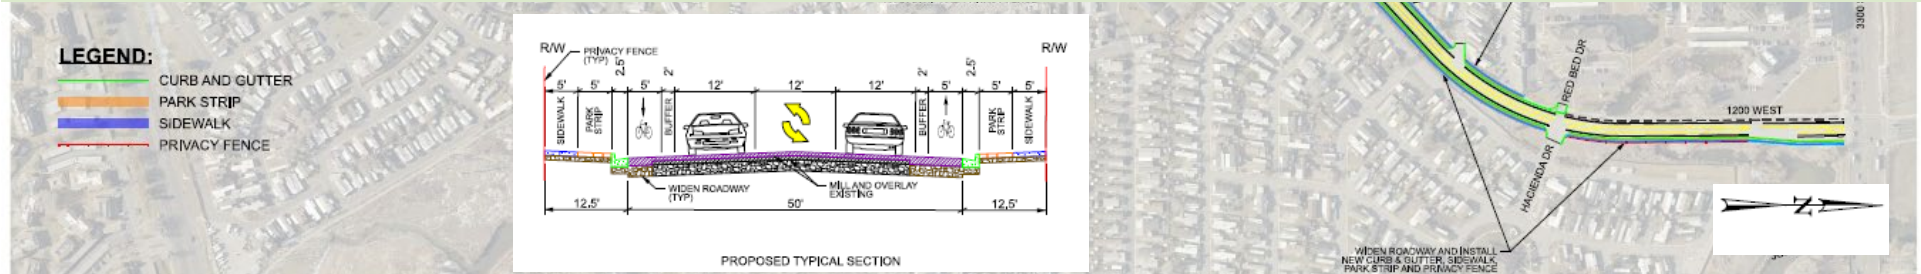 LEGEND:
CURB AND GUTTER
PARK STRIP
SIDEWALK
PRIVACY FENCE
R/W
PRIVACY FENCE
(TYP)
R/W
5' 5' 2.5' 5' 2' 12' 12' 12' 2' 5' 2.5' 5' 5'
SIDEWALK
PARK
STRIP
BUFFER
BUFFER
PARK
STRIP
SIDEWALK
WIDEN ROADWAY
(TYP)
MILL AND OVERLAY
EXISTING
12.5' 50' 12.5'
PROPOSED TYPICAL SECTION
3300
RED BED DR
1200 WEST
HACIENDA DR
WIDEN ROADWAY AND INSTALL
NEW CURB & GUTTER, SIDEWALK,
PARK STRIP AND PRIVACY FENCE
N